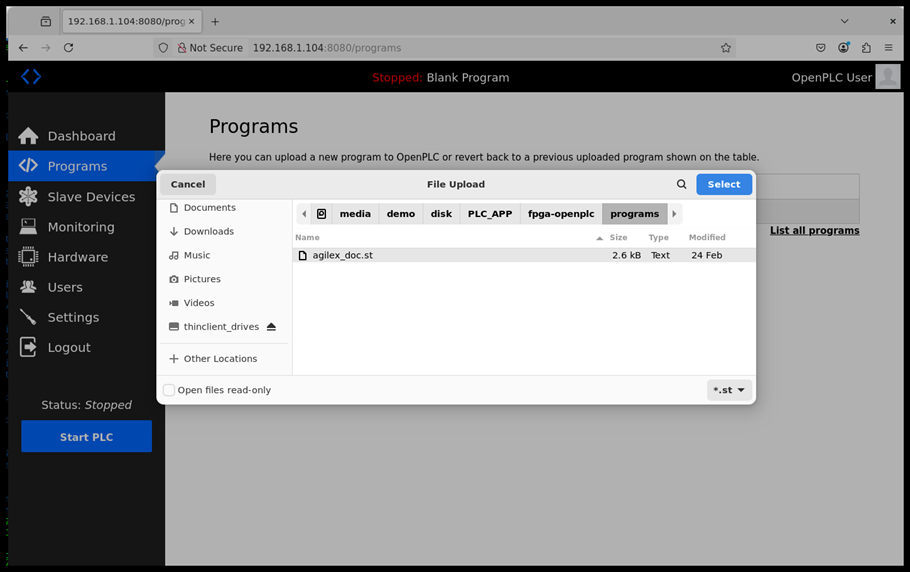 192.168.1.104:8080/prog
Not Secure 192.168.1.104:8080/programs
Stopped: Blank Program
OpenPLC User
Dashboard
Programs
Slave Devices
Monitoring
Hardware
Users
Settings
Logout
Status: Stopped
Start PLC
Programs
Here you can upload a new program to OpenPLC or revert back to a previous uploaded program shown on the table.
List all programs
Cancel
File Upload
Select
Documents
Downloads
Music
Pictures
Videos
thinclient_drives
Other Locations
media demo disk PLC_APP fpga-openplc programs
Name Size Type Modified
agilex_doc.st 2.6 kB Text 24 Feb
Open files read-only
*.st